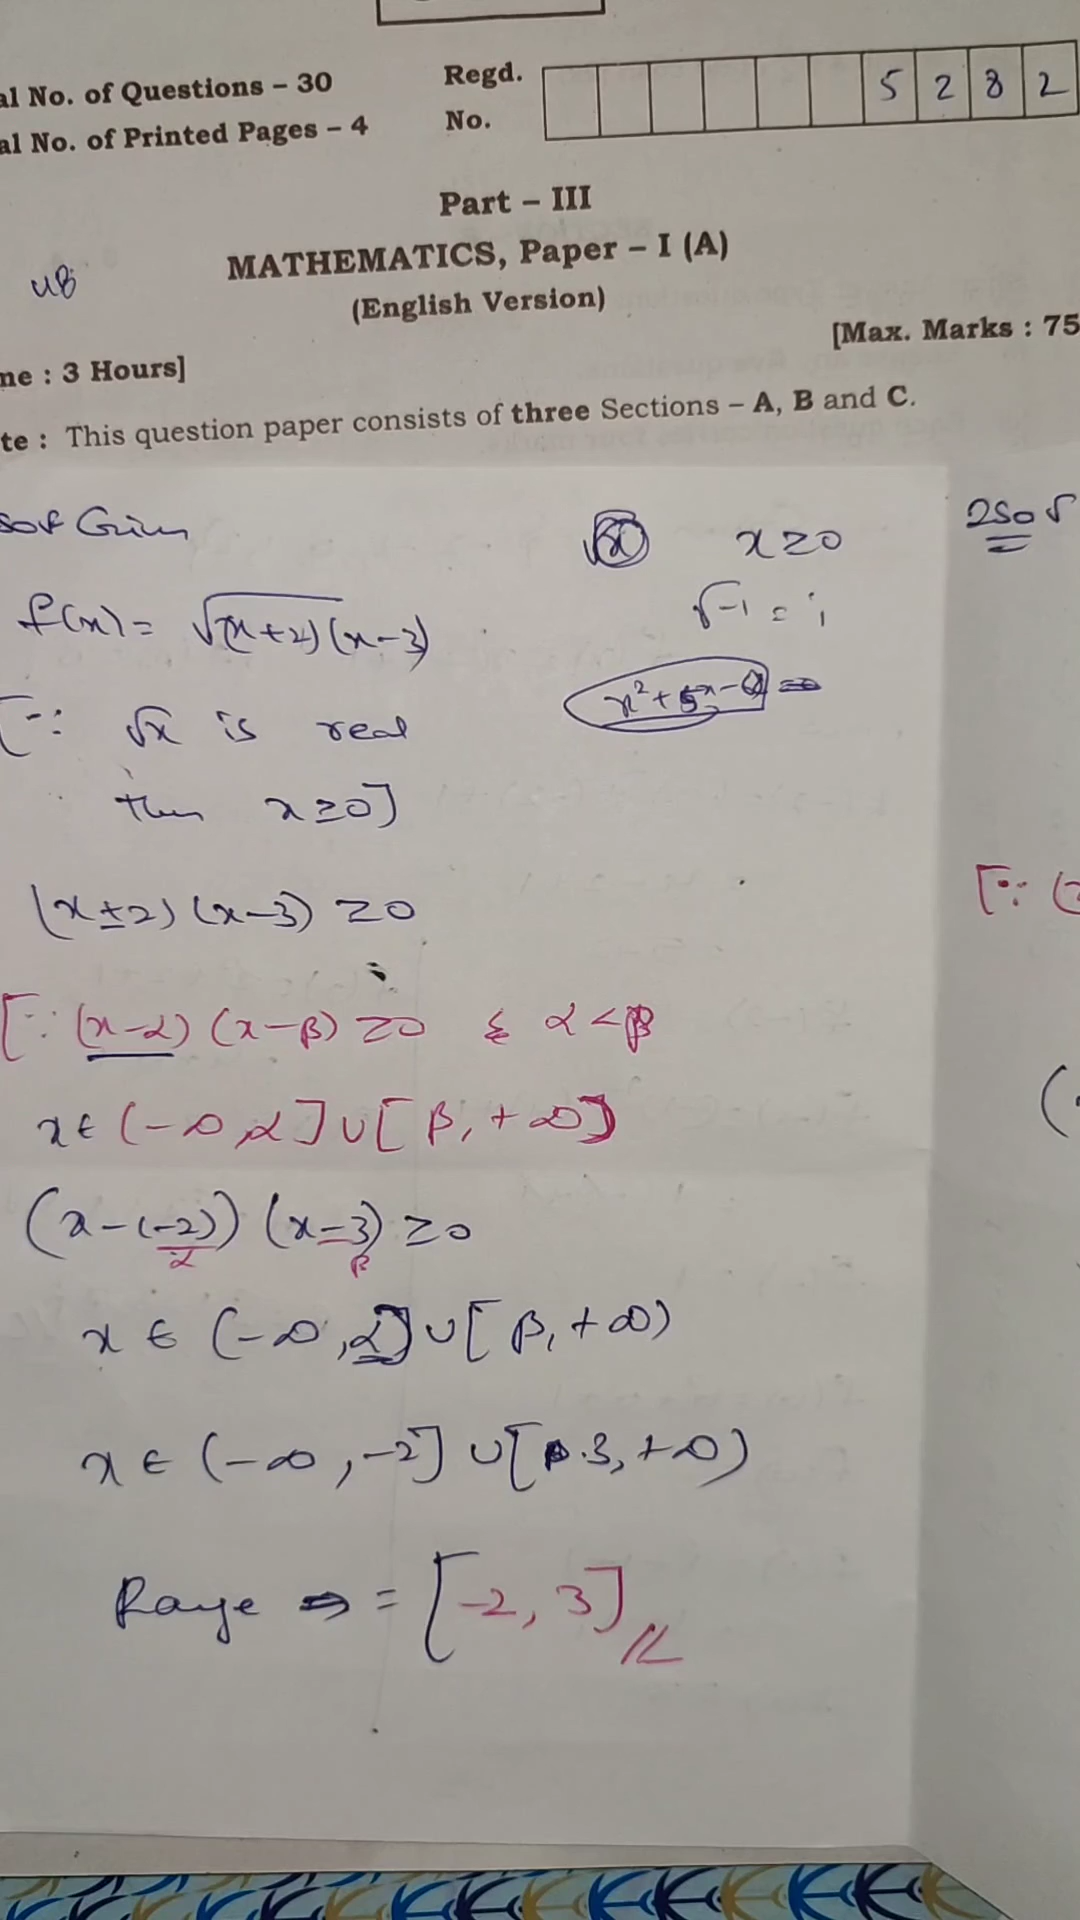 al No. of Questions – 30
al No. of Printed Pages – 4
Regd.
No.
5 2 8 2
Part – III
MATHEMATICS, Paper – I (A)
(English Version)
[Max. Marks : 75
me : 3 Hours]
te : This question paper consists of three Sections – A, B and C.
f(x) = √(x+2)(x-3)
[∵ √x is real
then x≥0]
(x+2) (x-3) ≥0
[∵ (x-α) (x-β) ≥0 & α<β
x∈ (-∞,α] ∪ [β, +∞)
(x-(-2)) (x-3) ≥0
α β
x ∈ (-∞,α] ∪ [β, +∞)
x ∈ (-∞, -2] ∪ [3, +∞)
Range ⇒ = [-2, 3]
x≥0
√-1 = i
[∵ (